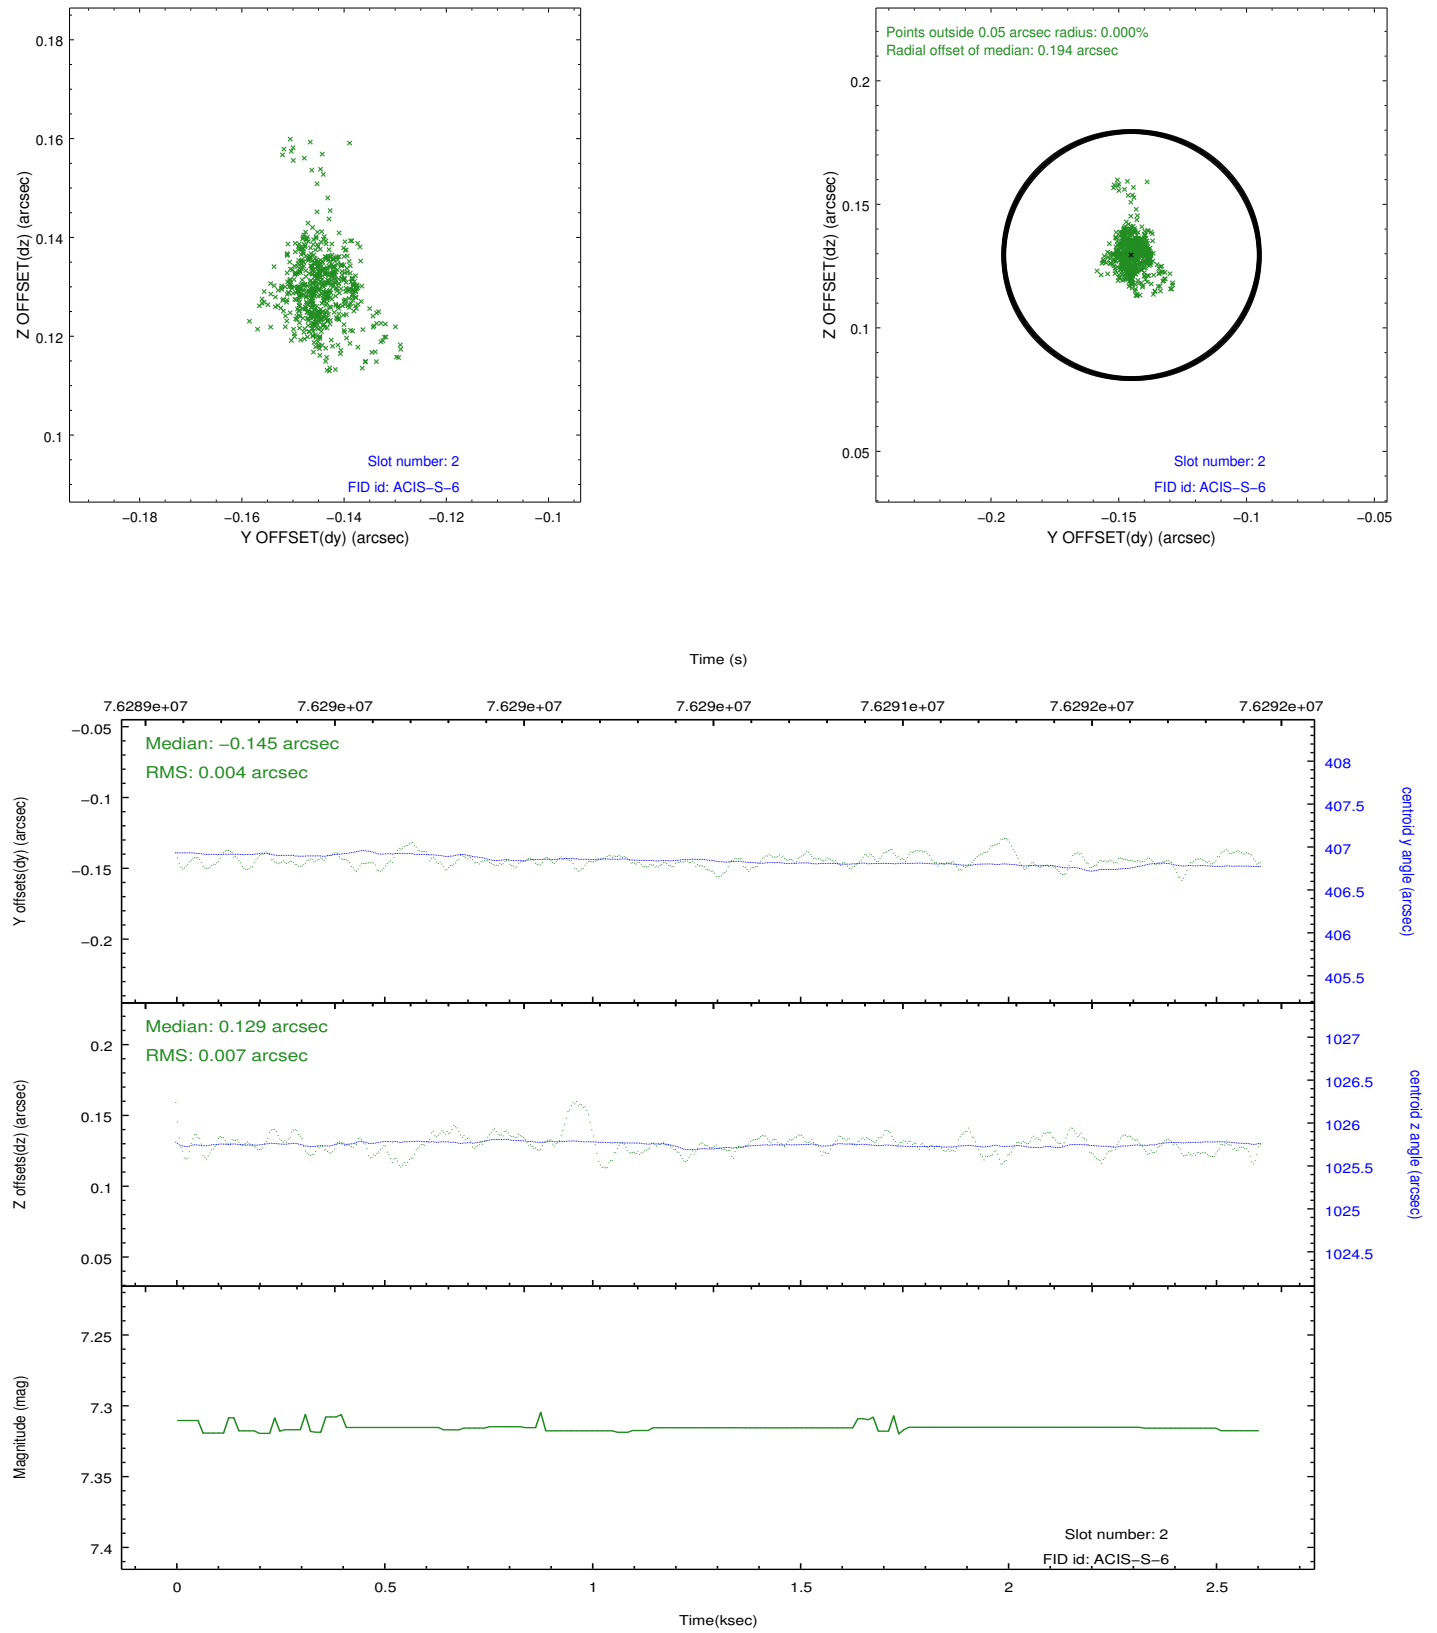 0.18
0.16
0.14
0.12
0.1
Z OFFSET(dz) (arcsec)
Slot number: 2
FID id: ACIS−S−6
−0.18 −0.16 −0.14 −0.12 −0.1
Y OFFSET(dy) (arcsec)
Points outside 0.05 arcsec radius: 0.000%
Radial offset of median: 0.194 arcsec
0.2
0.15
0.1
0.05
Z OFFSET(dz) (arcsec)
Slot number: 2
FID id: ACIS−S−6
−0.2 −0.15 −0.1 −0.05
Y OFFSET(dy) (arcsec)
Time (s)
7.6289e+07 7.629e+07 7.629e+07 7.629e+07 7.6291e+07 7.6292e+07 7.6292e+07
Median: −0.145 arcsec
RMS: 0.004 arcsec
−0.05
−0.1
−0.15
−0.2
Y offsets(dy) (arcsec)
408
407.5
407
406.5
406
405.5
centroid y angle (arcsec)
Median: 0.129 arcsec
RMS: 0.007 arcsec
0.2
0.15
0.1
0.05
Z offsets(dz) (arcsec)
1027
1026.5
1026
1025.5
1025
1024.5
centroid z angle (arcsec)
7.25
7.3
7.35
7.4
Magnitude (mag)
Slot number: 2
FID id: ACIS−S−6
0 0.5 1 1.5 2 2.5
Time(ksec)